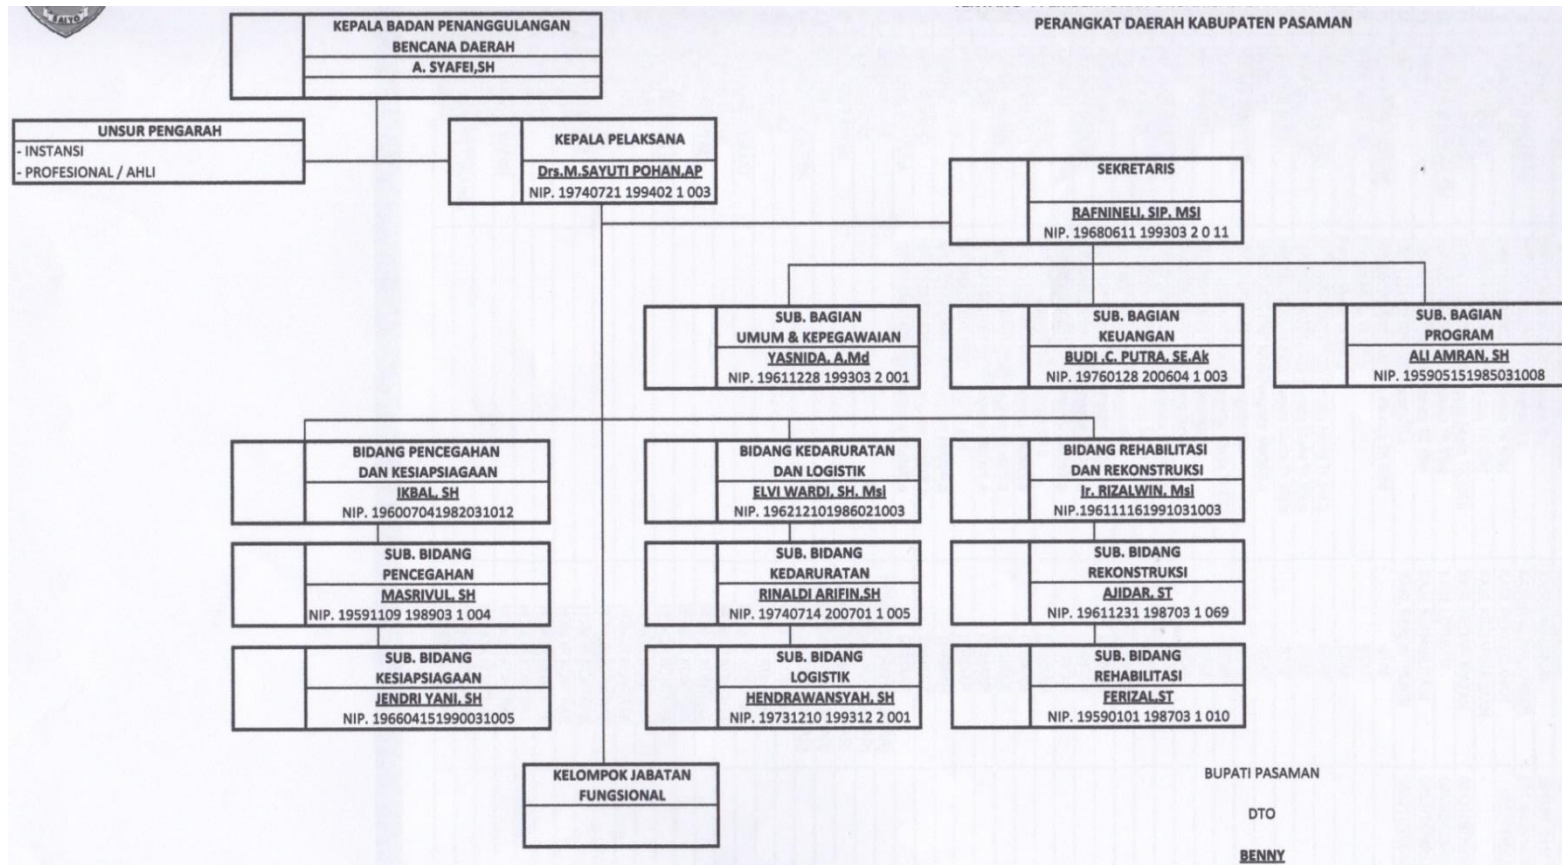 SAIYO
PERANGKAT DAERAH KABUPATEN PASAMAN
KEPALA BADAN PENANGGULANGAN
BENCANA DAERAH
A. SYAFEI,SH
UNSUR PENGARAH
- INSTANSI
- PROFESIONAL / AHLI
KEPALA PELAKSANA
Drs.M.SAYUTI POHAN,AP
NIP. 19740721 199402 1 003
SEKRETARIS
RAFNINELI, SIP, MSI
NIP. 19680611 199303 2 0 11
SUB. BAGIAN
UMUM & KEPEGAWAIAN
YASNIDA, A.Md
NIP. 19611228 199303 2 001
SUB. BAGIAN
KEUANGAN
BUDI .C. PUTRA, SE.Ak
NIP. 19760128 200604 1 003
SUB. BAGIAN
PROGRAM
ALI AMRAN, SH
NIP. 195905151985031008
BIDANG PENCEGAHAN
DAN KESIAPSIAGAAN
IKBAL, SH
NIP. 196007041982031012
BIDANG KEDARURATAN
DAN LOGISTIK
ELVI WARDI, SH, Msi
NIP. 196212101986021003
BIDANG REHABILITASI
DAN REKONSTRUKSI
Ir. RIZALWIN, Msi
NIP.196111161991031003
SUB. BIDANG
PENCEGAHAN
MASRIVUL, SH
NIP. 19591109 198903 1 004
SUB. BIDANG
KEDARURATAN
RINALDI ARIFIN,SH
NIP. 19740714 200701 1 005
SUB. BIDANG
REKONSTRUKSI
AJIDAR, ST
NIP. 19611231 198703 1 069
SUB. BIDANG
KESIAPSIAGAAN
JENDRI YANI, SH
NIP. 196604151990031005
SUB. BIDANG
LOGISTIK
HENDRAWANSYAH, SH
NIP. 19731210 199312 2 001
SUB. BIDANG
REHABILITASI
FERIZAL,ST
NIP. 19590101 198703 1 010
KELOMPOK JABATAN
FUNGSIONAL
BUPATI PASAMAN
DTO
BENNY